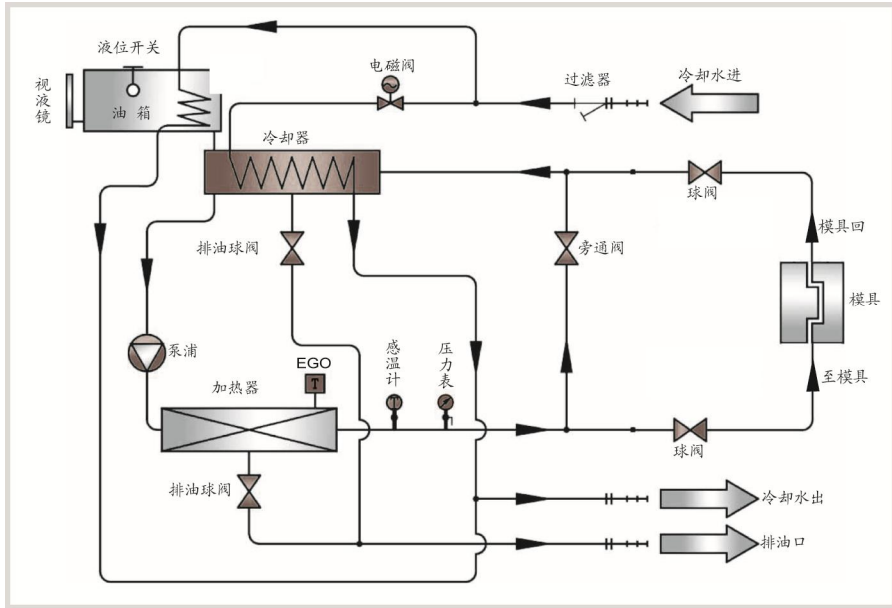 液位开关
视液镜
油 箱
电磁阀
过滤器
冷却水进
冷却器
球阀
排油球阀
旁通阀
模具回
模具
泵浦
EGO
T
加热器
感温计
压力表
至模具
球阀
排油球阀
冷却水出
排油口